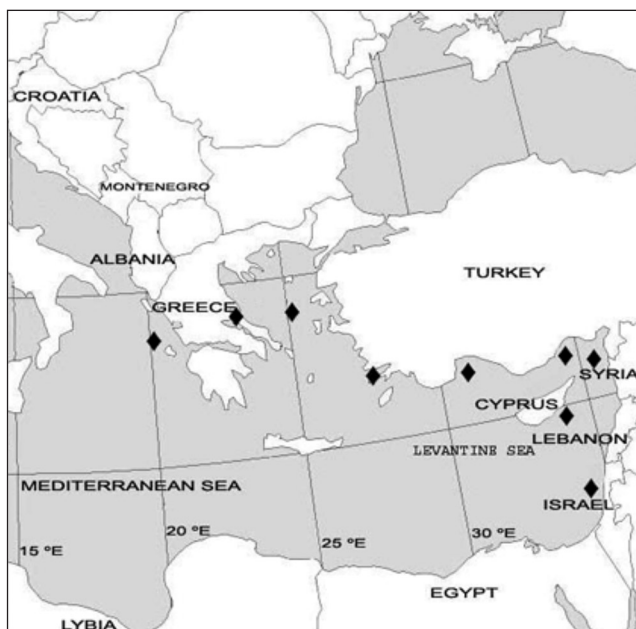 CROATIA
MONTENEGRO
ALBANIA
TURKEY
GREECE
SYRIA
CYPRUS
LEBANON
LEVANTINE SEA
MEDITERRANEAN SEA
ISRAEL
20 ºE
25 ºE
30 ºE
15 ºE
EGYPT
LYBIA